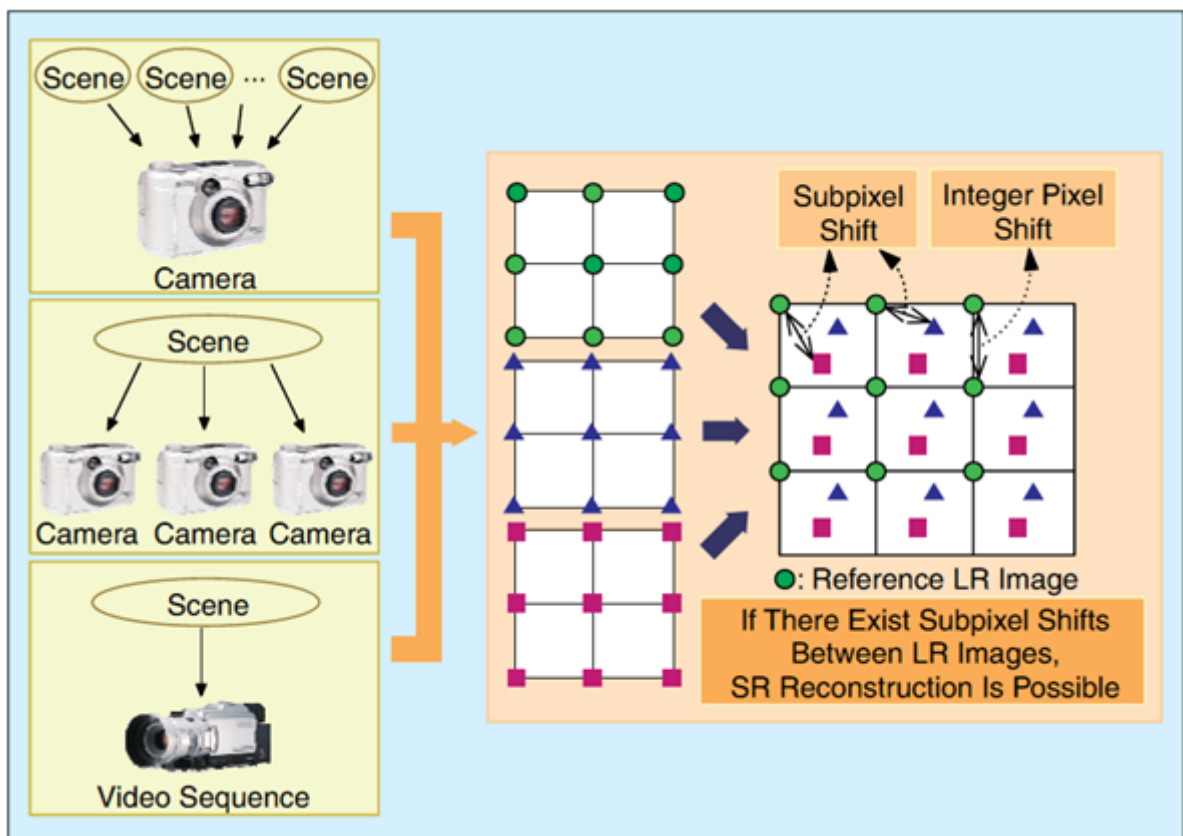 Scene Scene ... Scene
Camera
Scene
Camera Camera Camera
Scene
Video Sequence
Subpixel
Shift
Integer Pixel
Shift
: Reference LR Image
If There Exist Subpixel Shifts
Between LR Images,
SR Reconstruction Is Possible